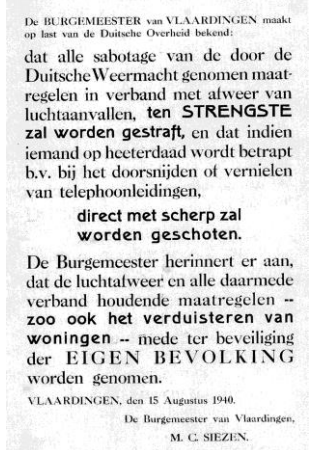 De BURGEMEESTER van VLAARDINGEN maakt
op last van de Duitsche Overheid bekend:
dat alle sabotage van de door de
Duitsche Weermacht genomen maat-
regelen in verband met afweer van
luchtaanvallen, ten STRENGSTE
zal worden gestraft, en dat indien
iemand op heeterdaad wordt betrapt
b.v. bij het doorsnijden of vernielen
van telephoonleidingen,
direct met scherp zal
worden geschoten.
De Burgemeester herinnert er aan,
dat de luchtafweer en alle daarmede
verband houdende maatregelen --
zoo ook het verduisteren van
woningen -- mede ter beveiliging
der EIGEN BEVOLKING
worden genomen.
VLAARDINGEN, den 15 Augustus 1940.
De Burgemeester van Vlaardingen,
M. C. SIEZEN.